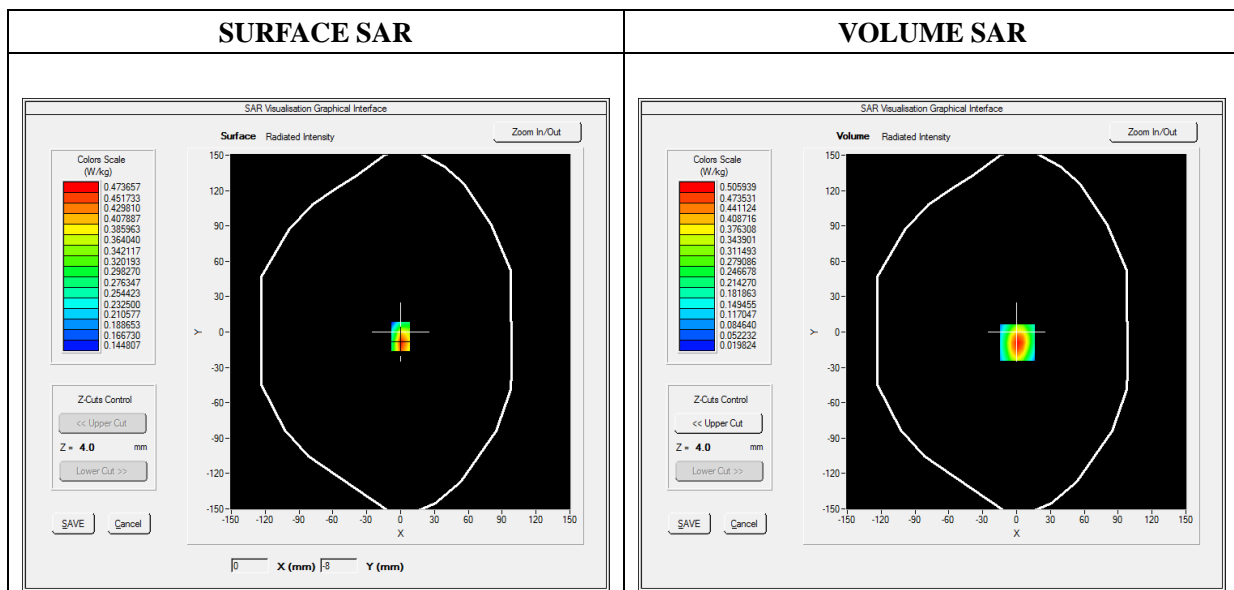 SURFACE SAR
SAR Visualisation Graphical Interface
Surface Radiated Intensity
Zoom In/Out
Colors Scale
(W/kg)
0.473657
0.451733
0.429810
0.407887
0.385963
0.364040
0.342117
0.320193
0.298270
0.276347
0.254423
0.232500
0.210577
0.188653
0.166730
0.144807
Z-Cuts Control
<< Upper Cut
Z = 4.0 mm
Lower Cut >>
SAVE Cancel
150
120
90
60
30
0
-30
-60
-90
-120
-150
Y
-150 -120 -90 -60 -30 0 30 60 90 120 150
X
0 X (mm) -8 Y (mm)
VOLUME SAR
SAR Visualisation Graphical Interface
Volume Radiated Intensity
Zoom In/Out
Colors Scale
(W/kg)
0.505939
0.473531
0.441124
0.408716
0.376308
0.343901
0.311493
0.279086
0.246678
0.214270
0.181863
0.149455
0.117047
0.084640
0.052232
0.019824
Z-Cuts Control
<< Upper Cut
Z = 4.0 mm
Lower Cut >>
SAVE Cancel
150
120
90
60
30
0
-30
-60
-90
-120
-150
Y
-150 -120 -90 -60 -30 0 30 60 90 120 150
X